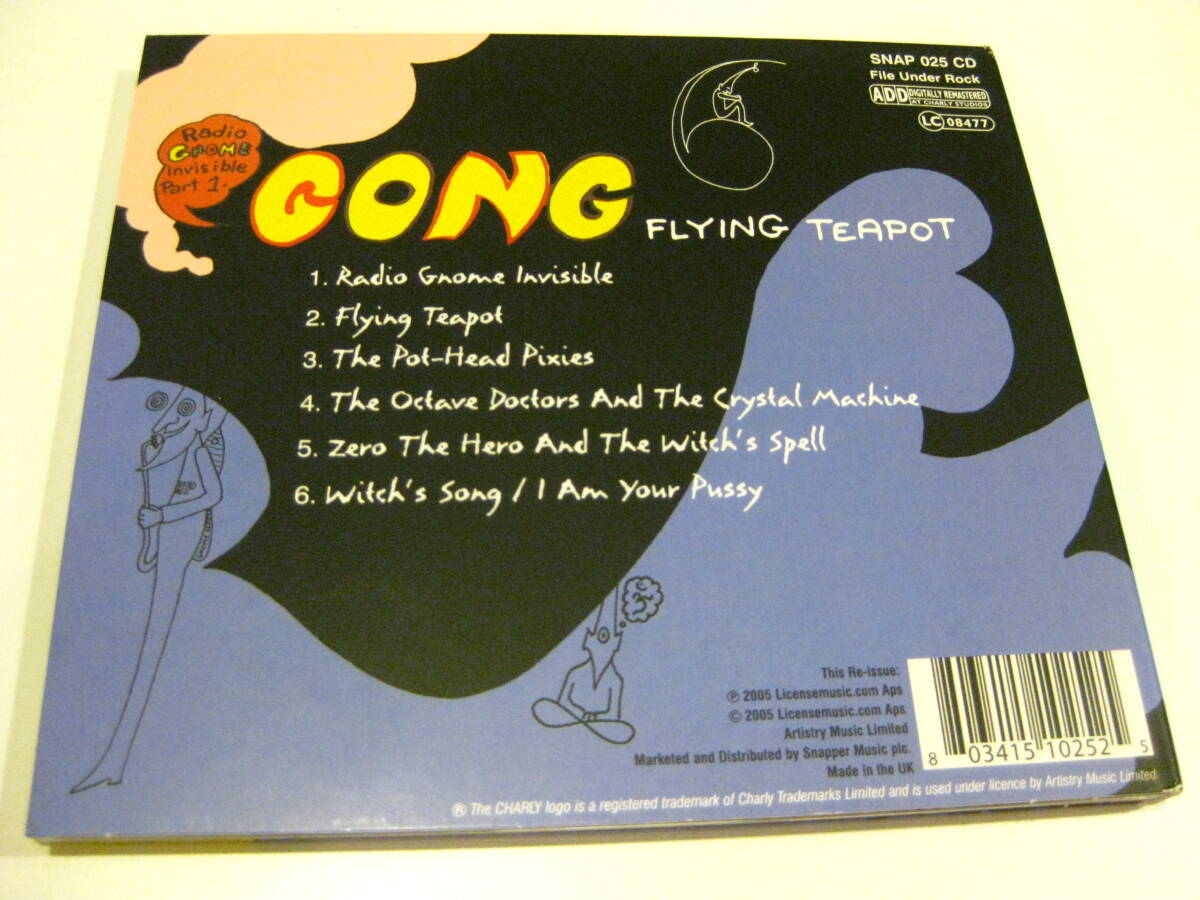 SNAP 025 CD
File Under Rock
ADD DIGITALLY REMASTERED
AT CHARLY STUDIOS
LC 08477
Radio
GNOME
Invisible
Part 1.
GONG
FLYING TEAPOT
1. Radio Gnome Invisible
2. Flying Teapot
3. The Pot-Head Pixies
4. The Octave Doctors And The Crystal Machine
5. Zero The Hero And The Witch's Spell
6. Witch's Song / I Am Your Pussy
This Re-Issue:
℗ 2005 Licensemusic.com Aps
© 2005 Licensemusic.com Aps
Artistry Music Limited
Marketed and Distributed by Snapper Music plc.
Made in the UK
8 03415 10252 5
® The CHARLY logo is a registered trademark of Charly Trademarks Limited and is used under licence by Artistry Music Limited